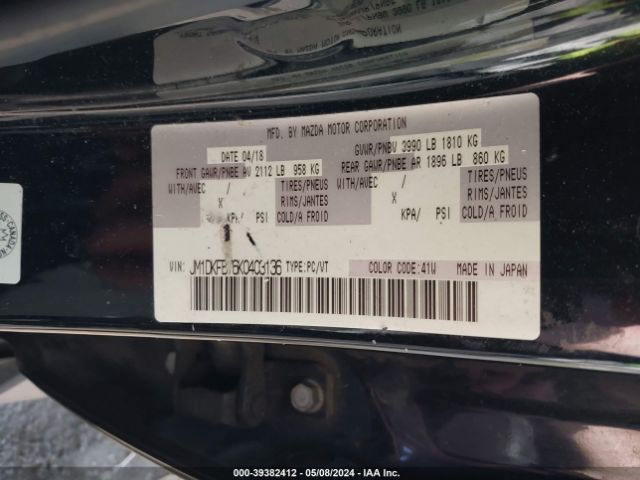 MFD. BY MAZDA MOTOR CORPORATION
DATE 04/18 GVWR/PNBV 3990 LB 1810 KG
FRONT GAWR/PNBE AV 2112 LB 958 KG REAR GAWR/PNBE AR 1896 LB 860 KG
WITH/AVEC / TIRES/PNEUS WITH/AVEC / TIRES/PNEUS
X RIMS/JANTES X RIMS/JANTES
KPA/ PSI COLD/A FROID KPA/ PSI COLD/A FROID
VIN: TYPE:PC/VT COLOR CODE:41W MADE IN JAPAN
000-39382412 - 05/08/2024 - IAA Inc.